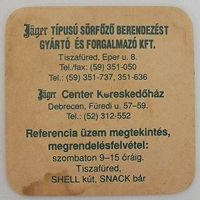 Jäger TÍPUSÚ SÖRFŐZŐ BERENDEZÉST
GYÁRTÓ ÉS FORGALMAZÓ KFT.
Tiszafüred, Eper u. 8.
Tel./fax: (59) 351-050
Tel.: (59) 351-737, 351-636
Jäger Center Kereskedőház
Debrecen, Füredi u. 57–59.
Tel.: (52) 312-552
Referencia üzem megtekintés,
megrendelésfelvétel:
szombaton 9–15 óráig.
Tiszafüred,
SHELL kút, SNACK bár